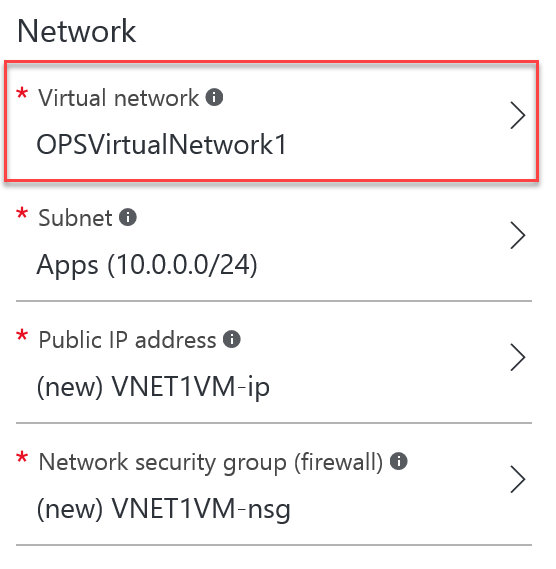 Network
* Virtual network
OPSVirtualNetwork1
* Subnet
Apps (10.0.0.0/24)
* Public IP address
(new) VNET1VM-ip
* Network security group (firewall)
(new) VNET1VM-nsg